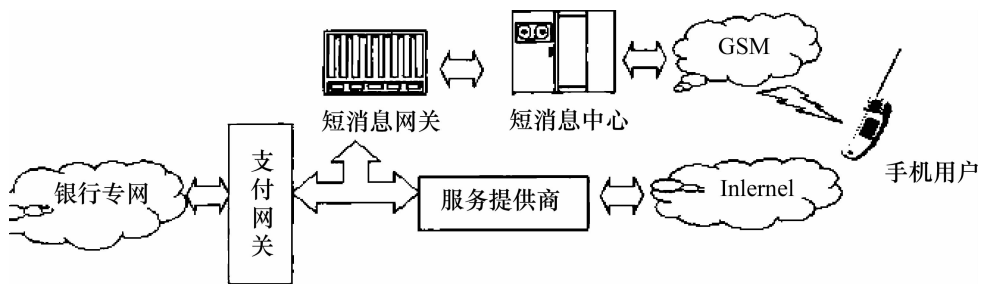 GSM
短消息网关
短消息中心
手机用户
银行专网
支付网关
服务提供商
Inlernel